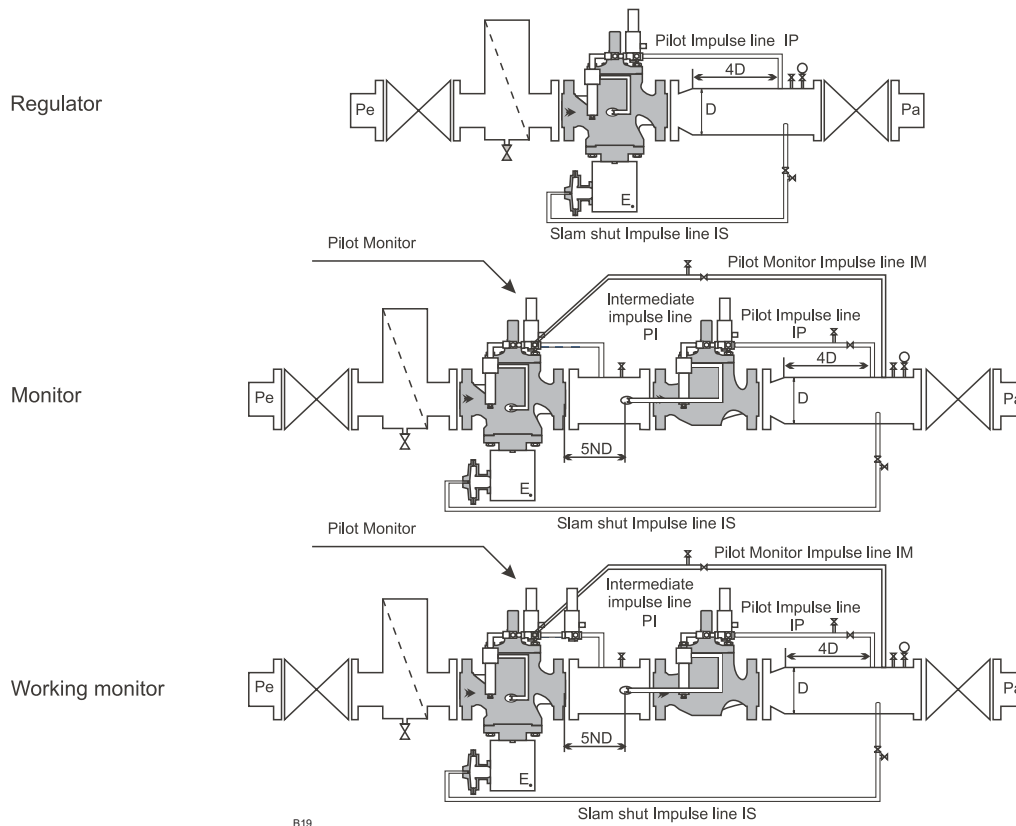 Pilot Impulse line IP
4D
Regulator
Pe
D
Pa
E
Slam shut Impulse line IS
Pilot Monitor
Pilot Monitor Impulse line IM
Intermediate
impulse line
PI
Pilot Impulse line
IP
4D
Monitor
Pe
D
Pa
5ND
E
Slam shut Impulse line IS
Pilot Monitor
Pilot Monitor Impulse line IM
Intermediate
impulse line
PI
Pilot Impulse line
IP
4D
Working monitor
Pe
D
Pa
5ND
E
Slam shut Impulse line IS
B19